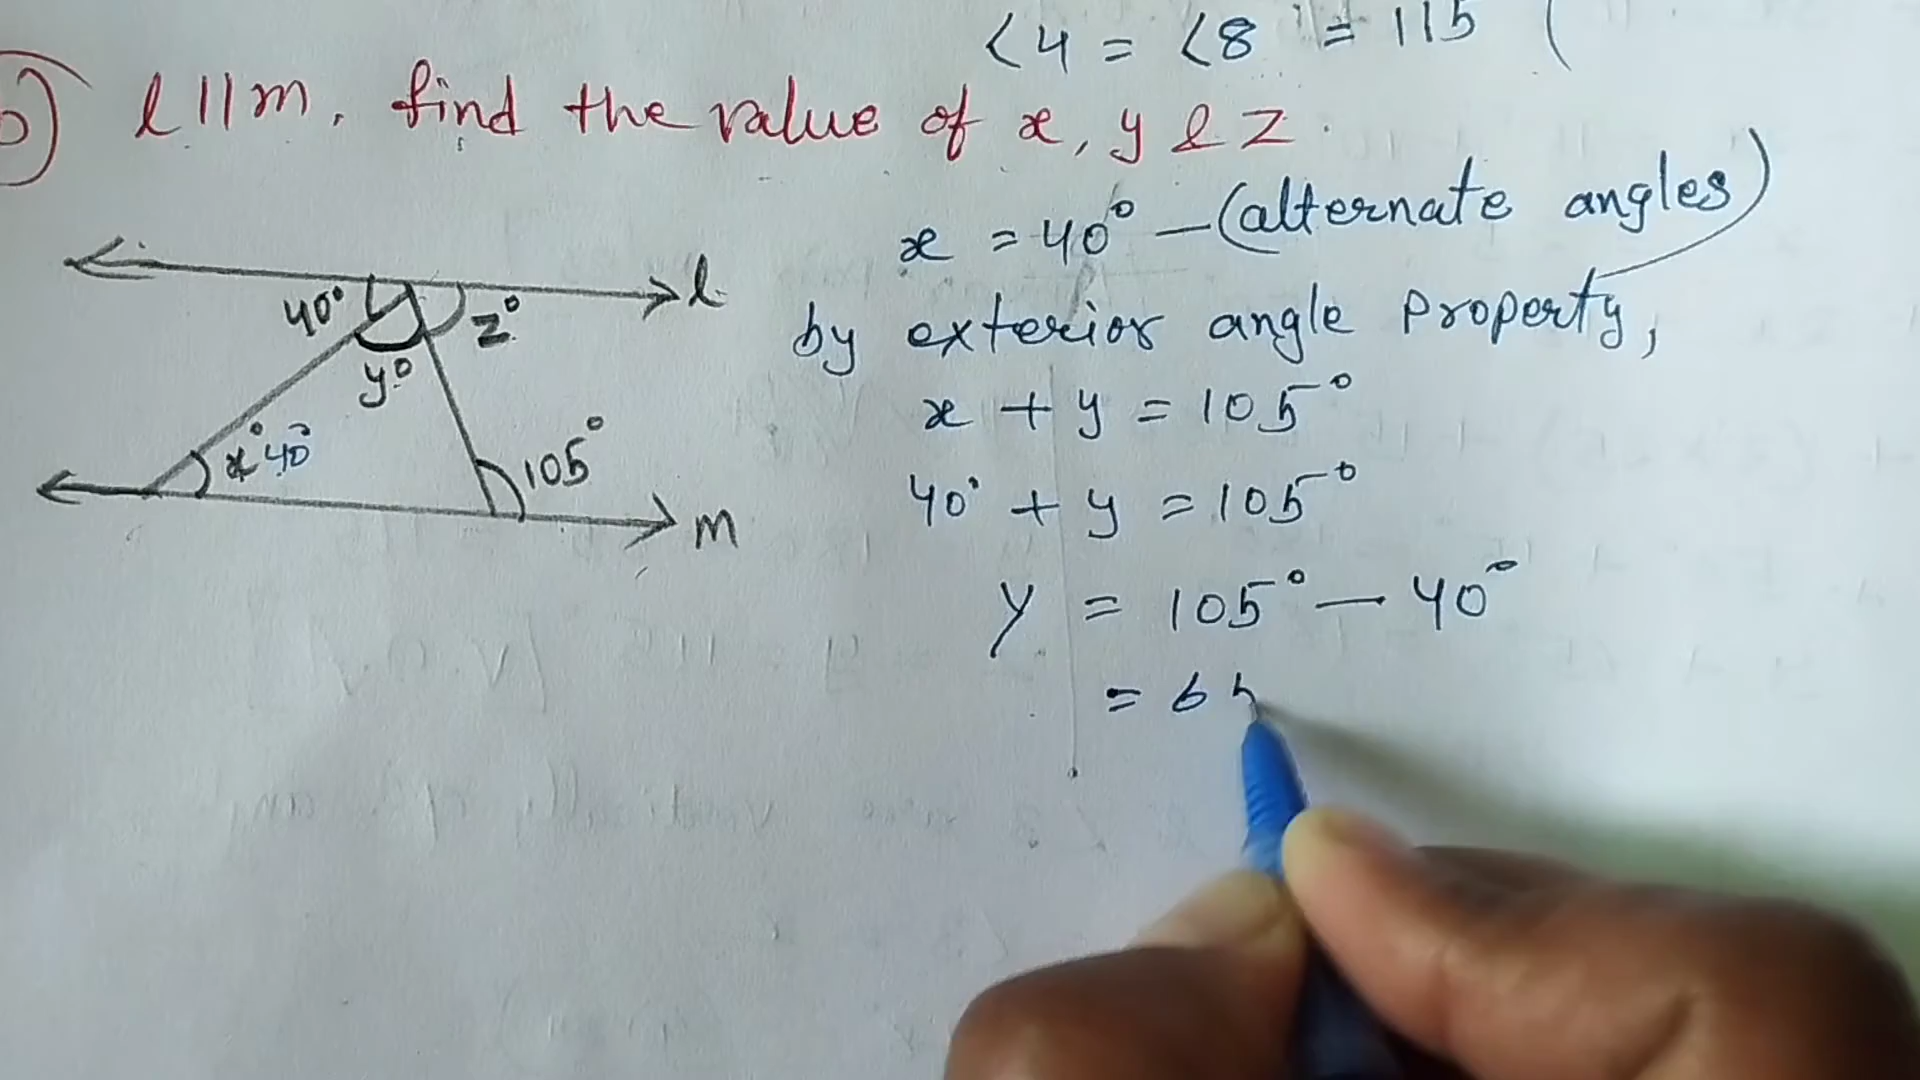 <4 = <8 = 115
l||m, find the value of x, y & z.
x = 40° — (alternate angles)
by exterior angle property,
x + y = 105°
40° + y = 105°
y = 105° — 40°
= 65
l
40°
z°
y°
x° 40°
105°
m